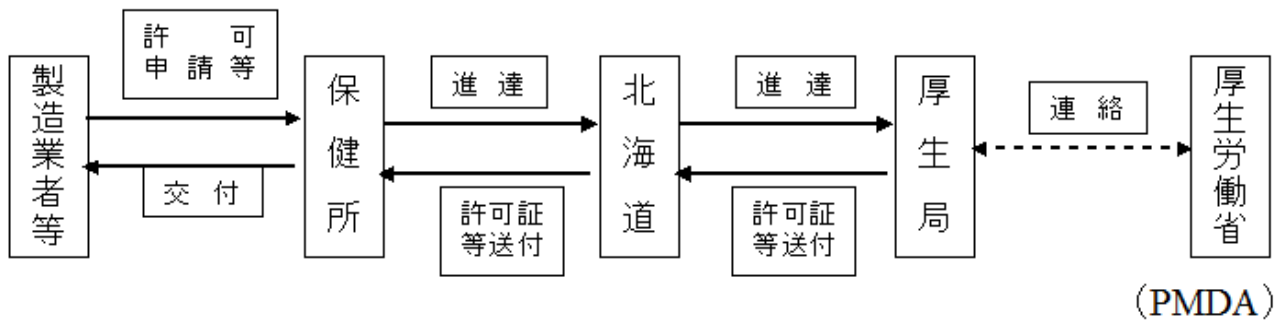 製造業者等
許可
申請等
交付
保健所
進達
許可証
等送付
北海道
進達
許可証
等送付
厚生局
連絡
厚生労働省
（PMDA）